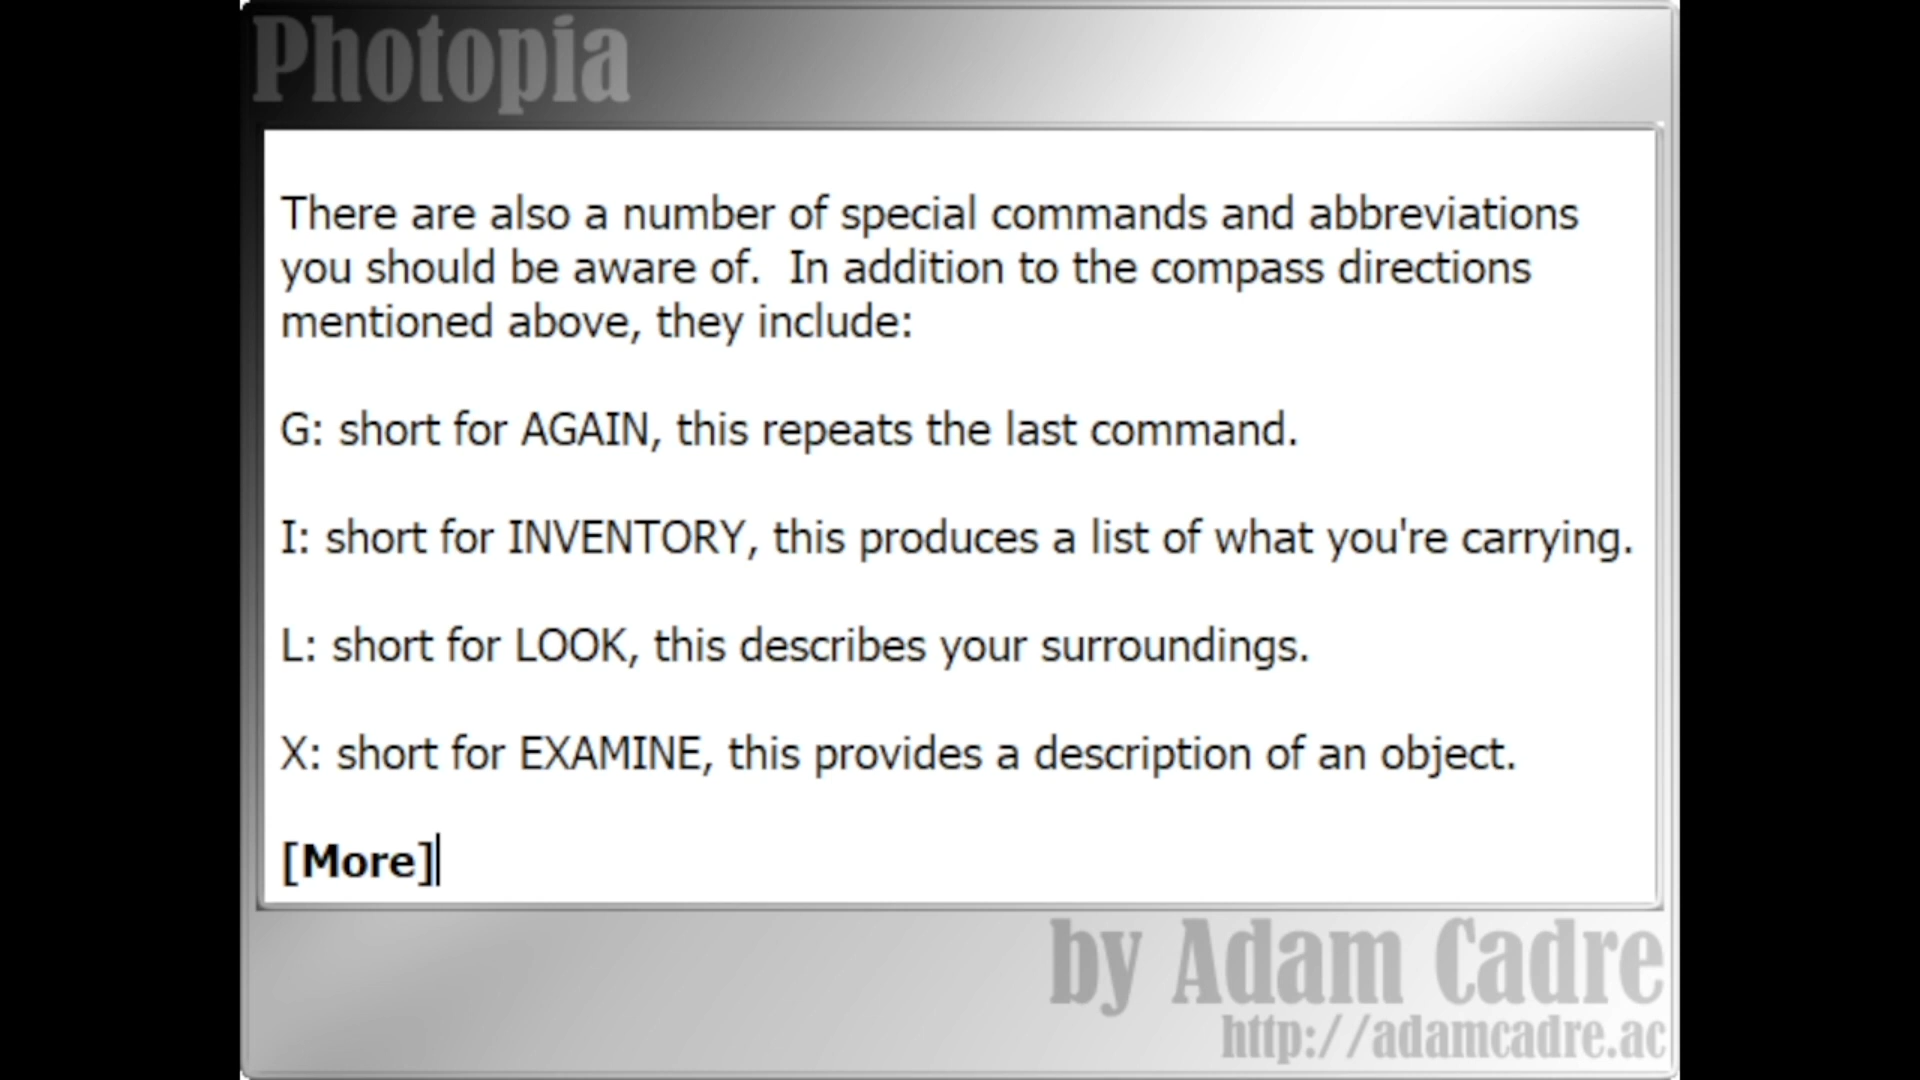 Photopia
There are also a number of special commands and abbreviations
you should be aware of.  In addition to the compass directions
mentioned above, they include:
G: short for AGAIN, this repeats the last command.
I: short for INVENTORY, this produces a list of what you're carrying.
L: short for LOOK, this describes your surroundings.
X: short for EXAMINE, this provides a description of an object.
[More]
by Adam Cadre
http://adamcadre.ac